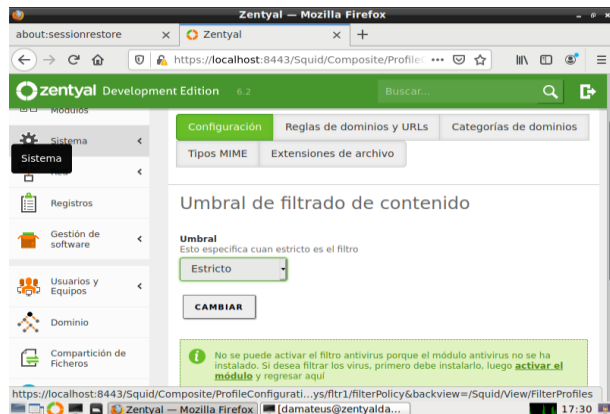 Zentyal — Mozilla Firefox
about:sessionrestore
Zentyal
https://localhost:8443/Squid/Composite/Profile
zentyal Development Edition 6.2
Buscar...
Módulos
Sistema
Sistema
Registros
Gestión de
software
Usuarios y
Equipos
Dominio
Compartición de
Ficheros
Configuración
Reglas de dominios y URLs
Categorías de dominios
Tipos MIME
Extensiones de archivo
Umbral de filtrado de contenido
Umbral
Esto especifica cuan estricto es el filtro
Estricto
CAMBIAR
No se puede activar el filtro antivirus porque el módulo antivirus no se ha
instalado. Si desea filtrar los virus, primero debe instalarlo, luego activar el
módulo y regresar aquí
https://localhost:8443/Squid/Composite/ProfileConfigurati...ys/fltr1/filterPolicy&backview=/Squid/View/FilterProfiles
Zentyal — Mozilla Firefox
[damateus@zentyalda...
17:30